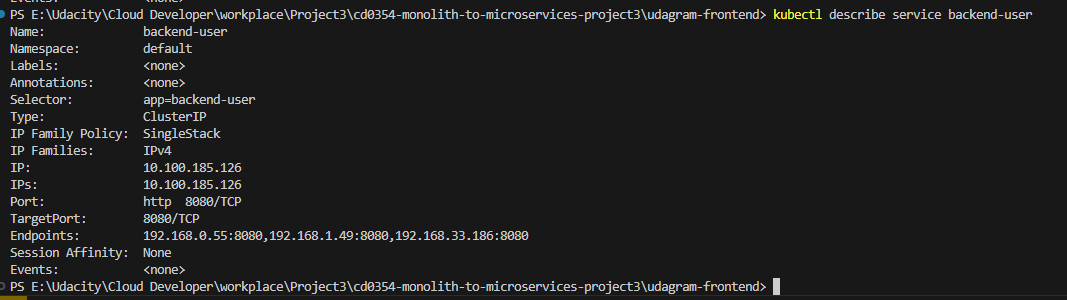 Events: <none>
PS E:\Udacity\Cloud Developer\workplace\Project3\cd0354-monolith-to-microservices-project3\udagram-frontend> kubectl describe service backend-user
Name: backend-user
Namespace: default
Labels: <none>
Annotations: <none>
Selector: app=backend-user
Type: ClusterIP
IP Family Policy: SingleStack
IP Families: IPv4
IP: 10.100.185.126
IPs: 10.100.185.126
Port: http 8080/TCP
TargetPort: 8080/TCP
Endpoints: 192.168.0.55:8080,192.168.1.49:8080,192.168.33.186:8080
Session Affinity: None
Events: <none>
PS E:\Udacity\Cloud Developer\workplace\Project3\cd0354-monolith-to-microservices-project3\udagram-frontend>